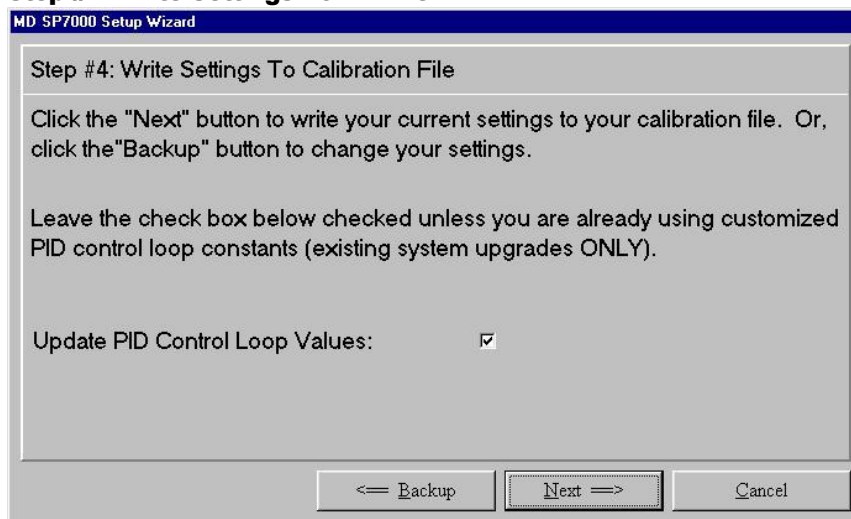 MD SP7000 Setup Wizard
Step #4: Write Settings To Calibration File
Click the "Next" button to write your current settings to your calibration file. Or,
click the"Backup" button to change your settings.
Leave the check box below checked unless you are already using customized
PID control loop constants (existing system upgrades ONLY).
Update PID Control Loop Values:
<== Backup
Next ==>
Cancel